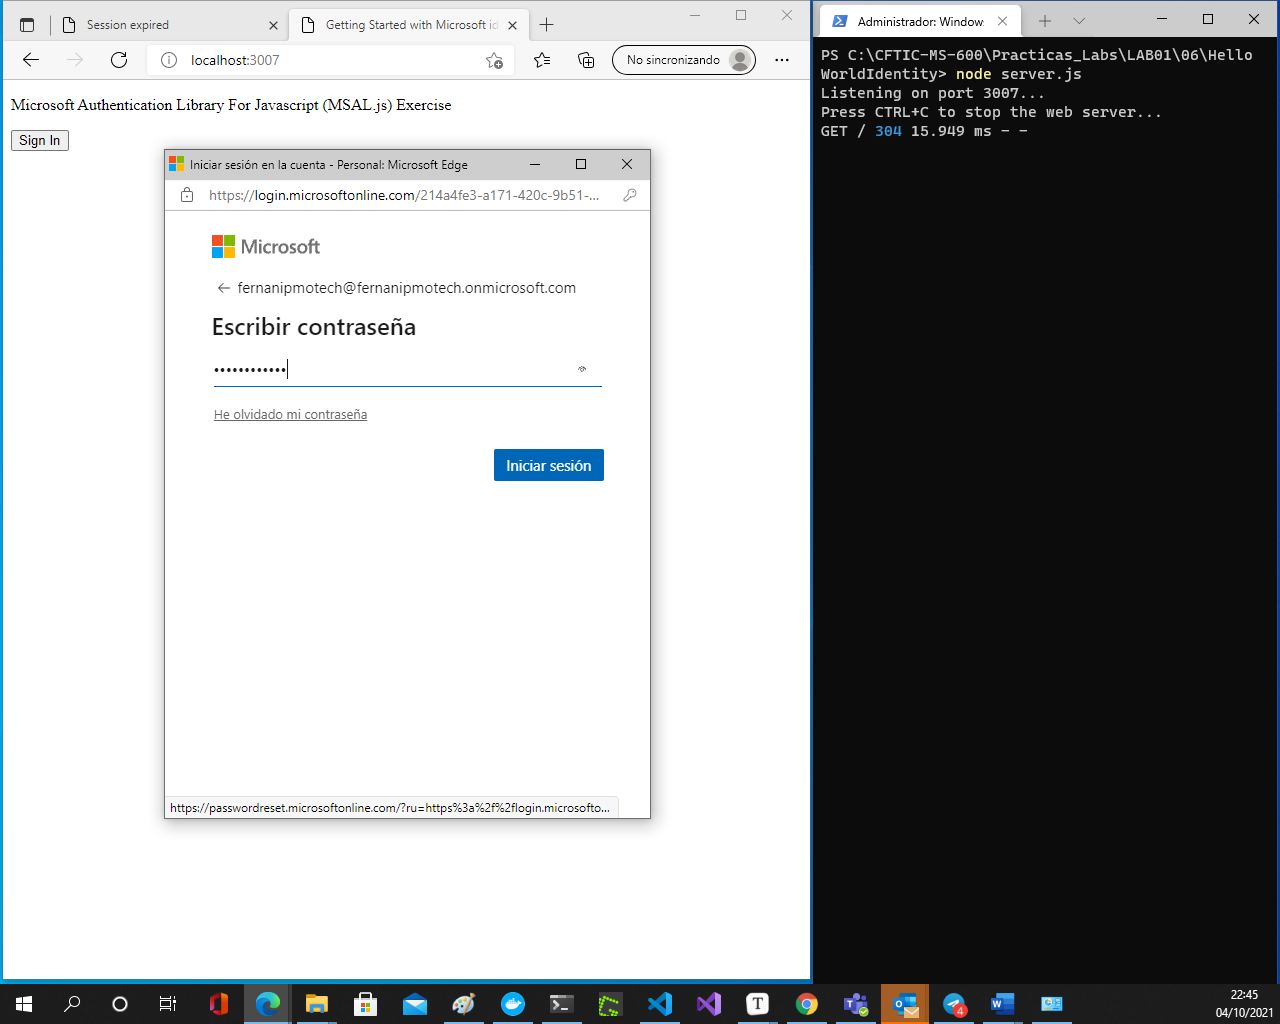 Session expired
Getting Started with Microsoft id
localhost:3007
No sincronizando
Microsoft Authentication Library For Javascript (MSAL.js) Exercise
Sign In
Iniciar sesión en la cuenta - Personal: Microsoft Edge
https://login.microsoftonline.com/214a4fe3-a171-420c-9b51-...
Microsoft
fernanipmotech@fernanipmotech.onmicrosoft.com
Escribir contraseña
••••••••••••
He olvidado mi contraseña
Iniciar sesión
https://passwordreset.microsoftonline.com/?ru=https%3a%2f%2flogin.microsofto...
Administrador: Window
PS C:\CFTIC-MS-600\Practicas_Labs\LAB01\06\Hello
WorldIdentity> node server.js
Listening on port 3007...
Press CTRL+C to stop the web server...
GET / 304 15.949 ms - -
T
4
22:45
04/10/2021